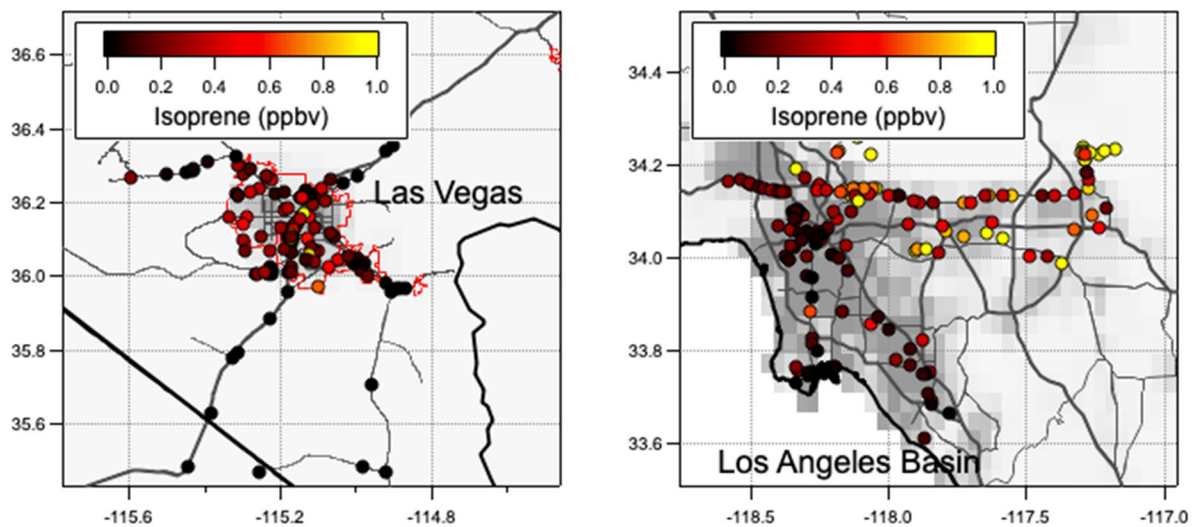 0.0 0.2 0.4 0.6 0.8 1.0
Isoprene (ppbv)
36.6
36.4
36.2
36.0
35.8
35.6
Las Vegas
-115.6 -115.2 -114.8
0.0 0.2 0.4 0.6 0.8 1.0
Isoprene (ppbv)
34.4
34.2
34.0
33.8
33.6
Los Angeles Basin
-118.5 -118.0 -117.5 -117.0